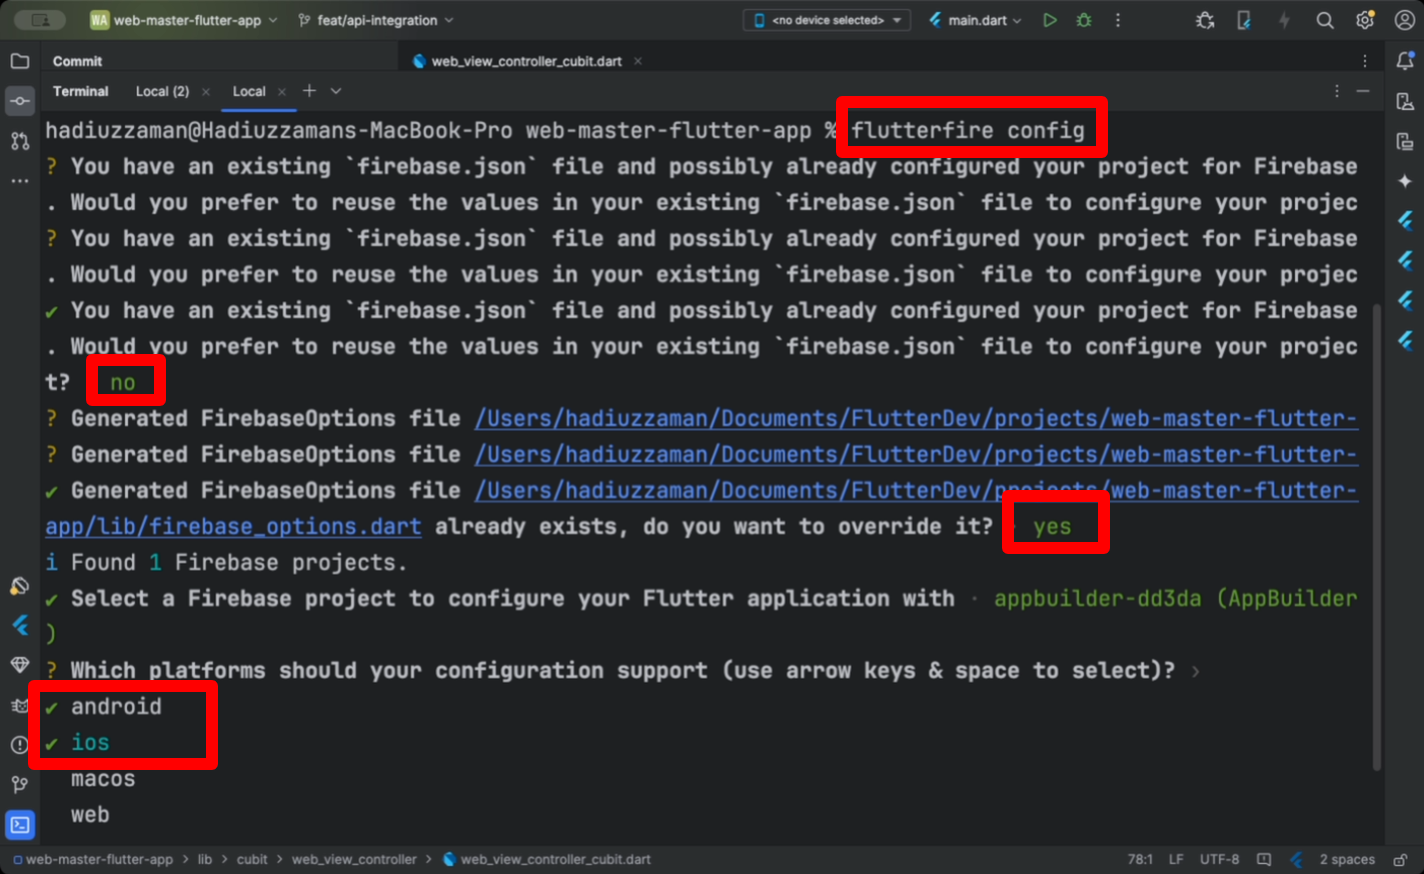 WA web-master-flutter-app feat/api-integration <no device selected> main.dart
Commit web_view_controller_cubit.dart
Terminal Local (2) Local
hadiuzzaman@Hadiuzzamans-MacBook-Pro web-master-flutter-app % flutterfire config
? You have an existing `firebase.json` file and possibly already configured your project for Firebase
. Would you prefer to reuse the values in your existing `firebase.json` file to configure your projec
? You have an existing `firebase.json` file and possibly already configured your project for Firebase
. Would you prefer to reuse the values in your existing `firebase.json` file to configure your projec
✔ You have an existing `firebase.json` file and possibly already configured your project for Firebase
. Would you prefer to reuse the values in your existing `firebase.json` file to configure your projec
t? no
? Generated FirebaseOptions file /Users/hadiuzzaman/Documents/FlutterDev/projects/web-master-flutter-
? Generated FirebaseOptions file /Users/hadiuzzaman/Documents/FlutterDev/projects/web-master-flutter-
✔ Generated FirebaseOptions file /Users/hadiuzzaman/Documents/FlutterDev/projects/web-master-flutter-
app/lib/firebase_options.dart already exists, do you want to override it? · yes
i Found 1 Firebase projects.
✔ Select a Firebase project to configure your Flutter application with · appbuilder-dd3da (AppBuilder
)
? Which platforms should your configuration support (use arrow keys & space to select)? ›
✔ android
✔ ios
macos
web
web-master-flutter-app > lib > cubit > web_view_controller > web_view_controller_cubit.dart 78:1 LF UTF-8 2 spaces